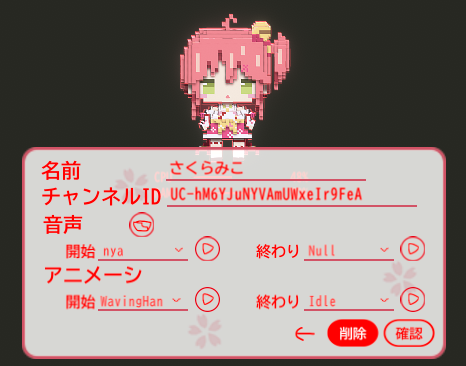 名前 さくらみこ
チャンネルID UC-hM6YJuNYVAmUWxeIr9FeA
音声
開始 nya 終わり Null
アニメーシ
開始 WavingHan 終わり Idle
削除 確認